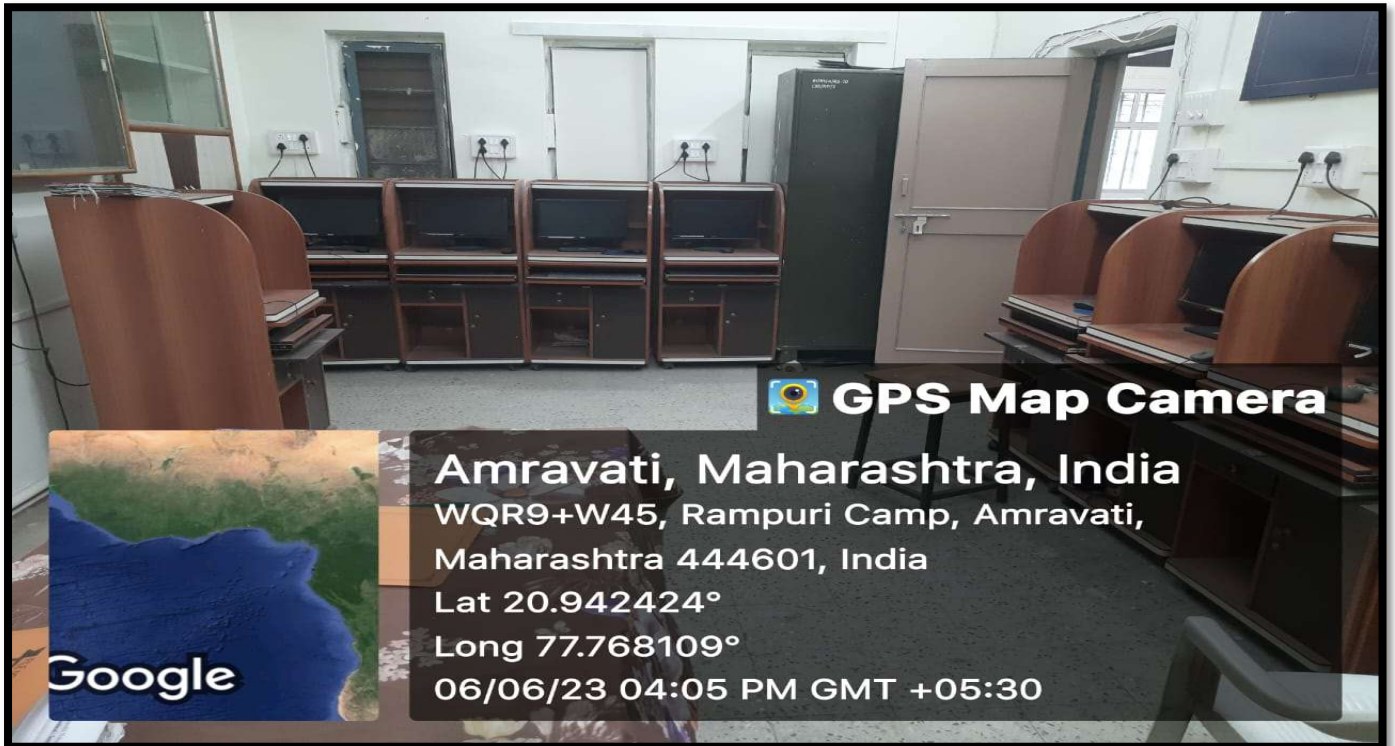 GPS Map Camera
Amravati, Maharashtra, India
WQR9+W45, Rampuri Camp, Amravati,
Maharashtra 444601, India
Lat 20.942424°
Long 77.768109°
06/06/23 04:05 PM GMT +05:30
Google